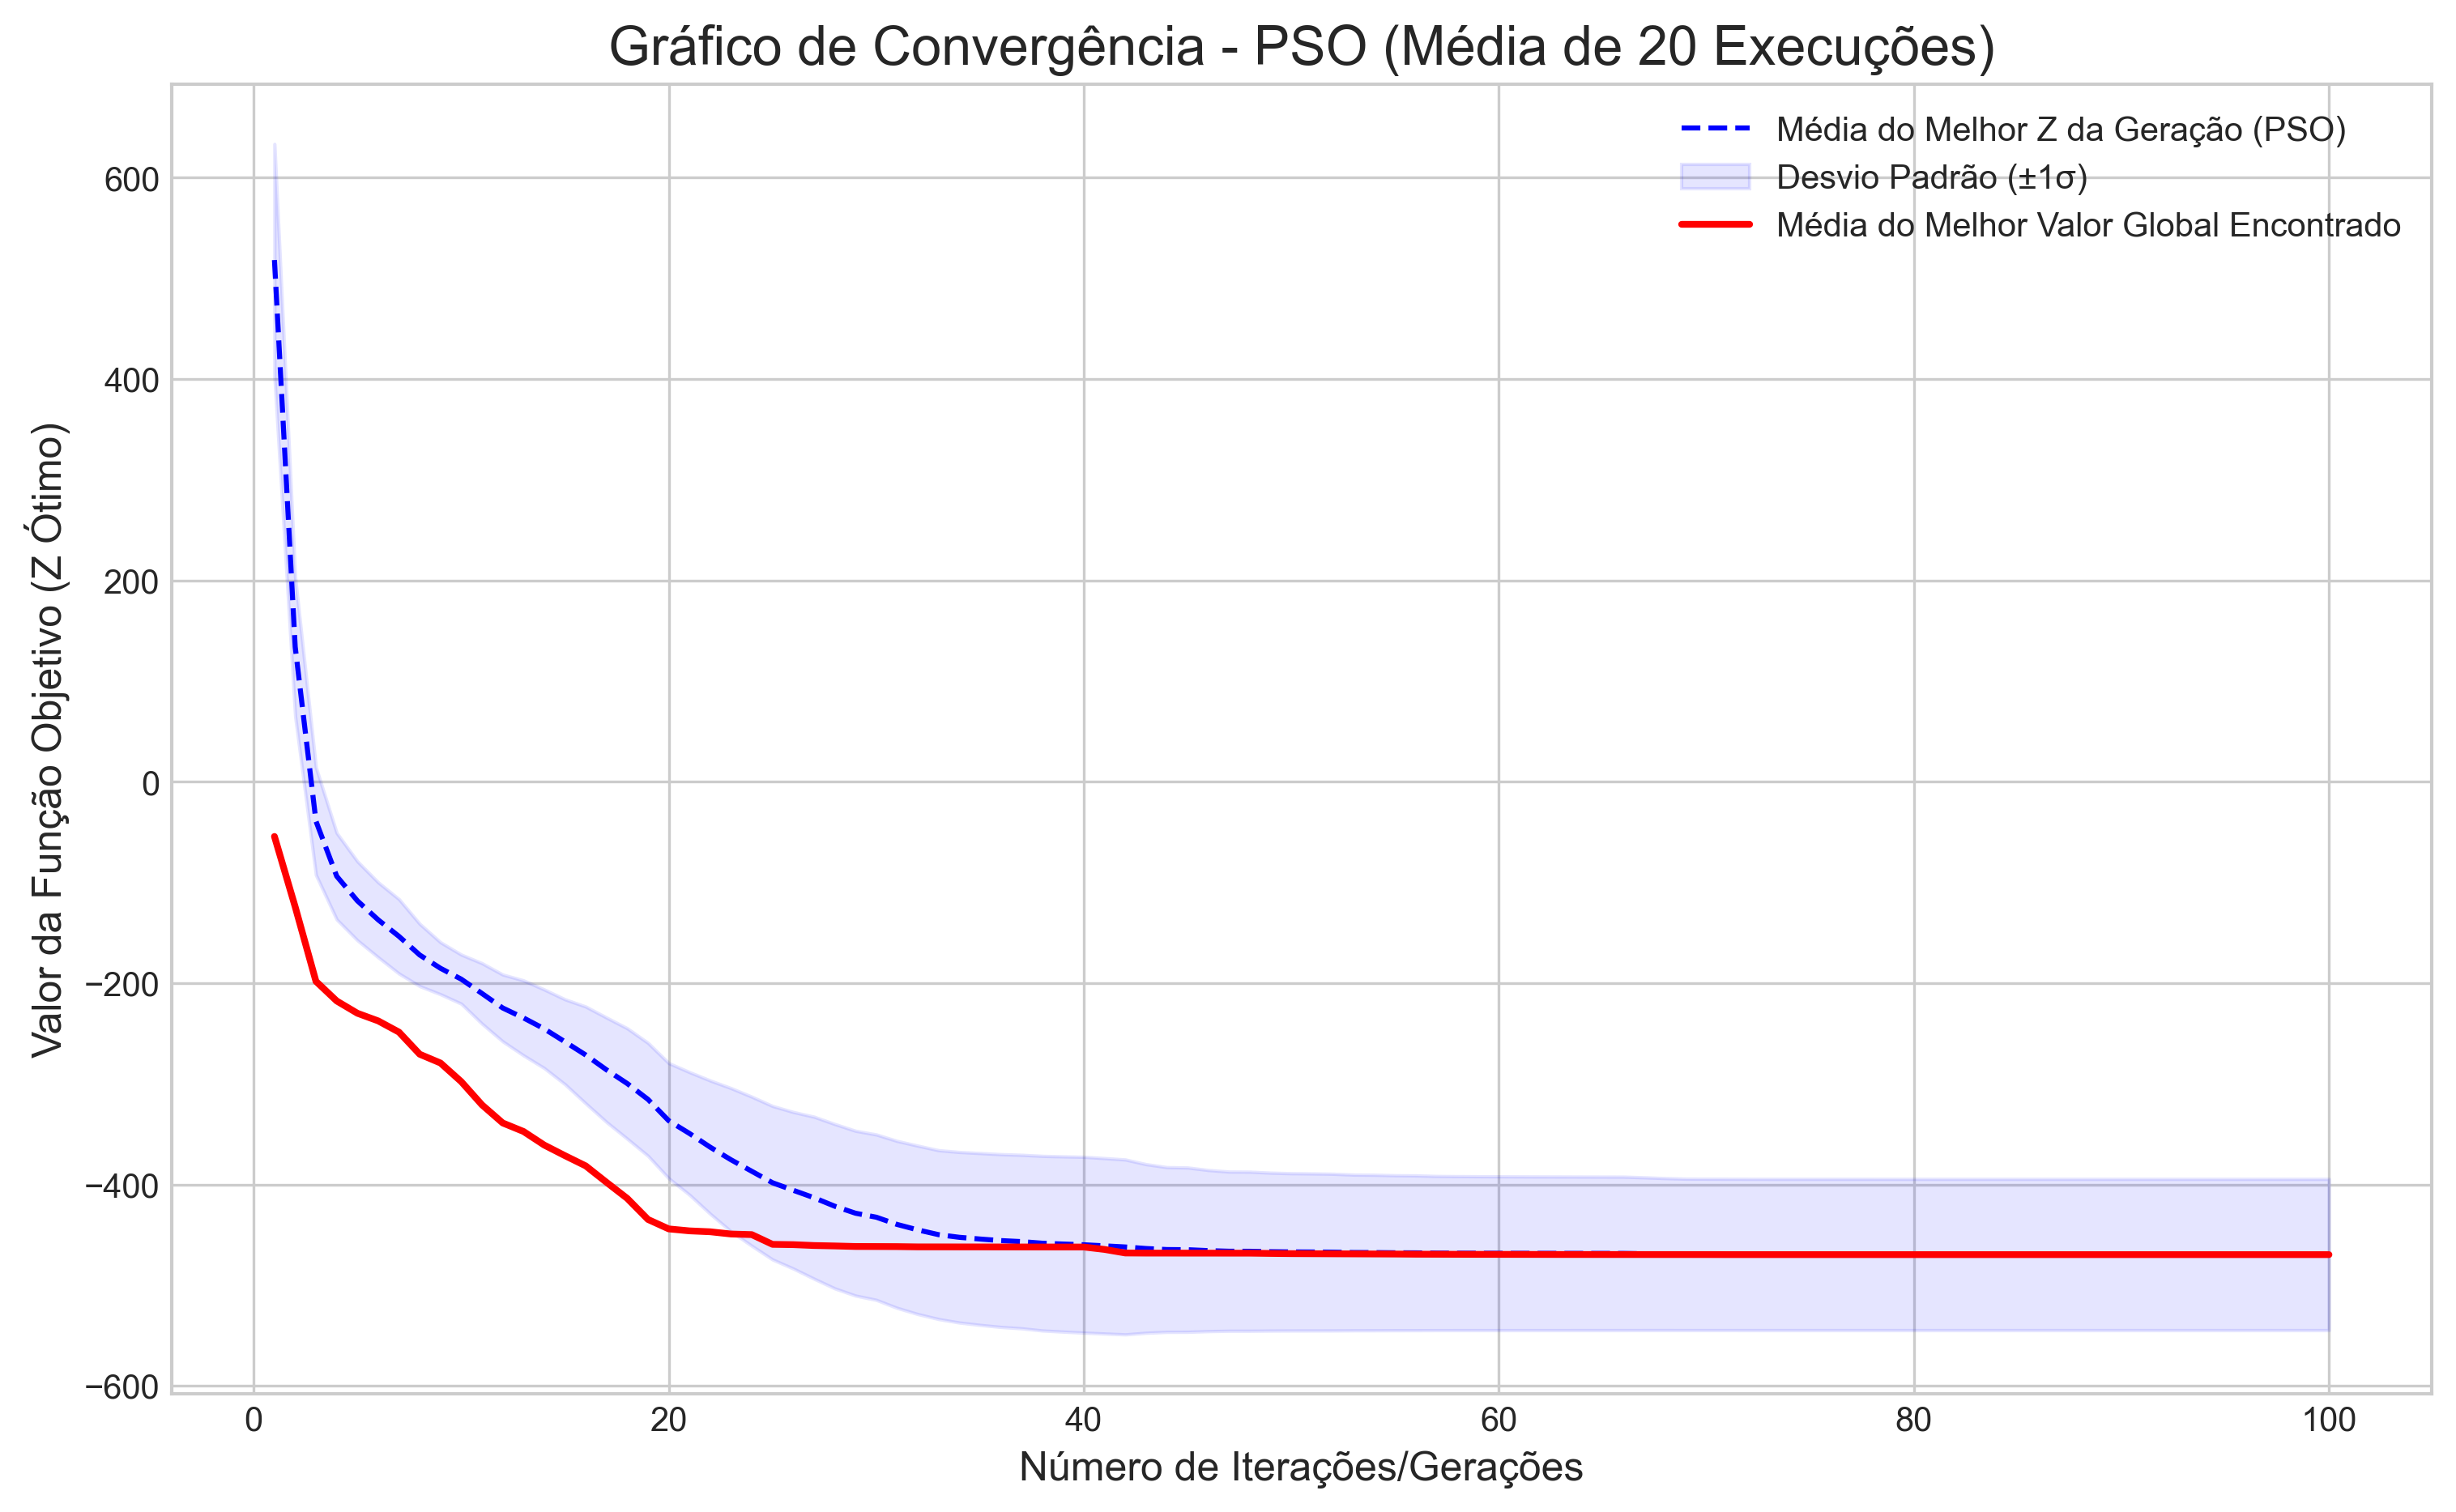 Gráfico de Convergência - PSO (Média de 20 Execuções)
Média do Melhor Z da Geração (PSO)
Desvio Padrão (±1σ)
Média do Melhor Valor Global Encontrado
Valor da Função Objetivo (Z Ótimo)
600
400
200
0
−200
−400
−600
0 20 40 60 80 100
Número de Iterações/Gerações